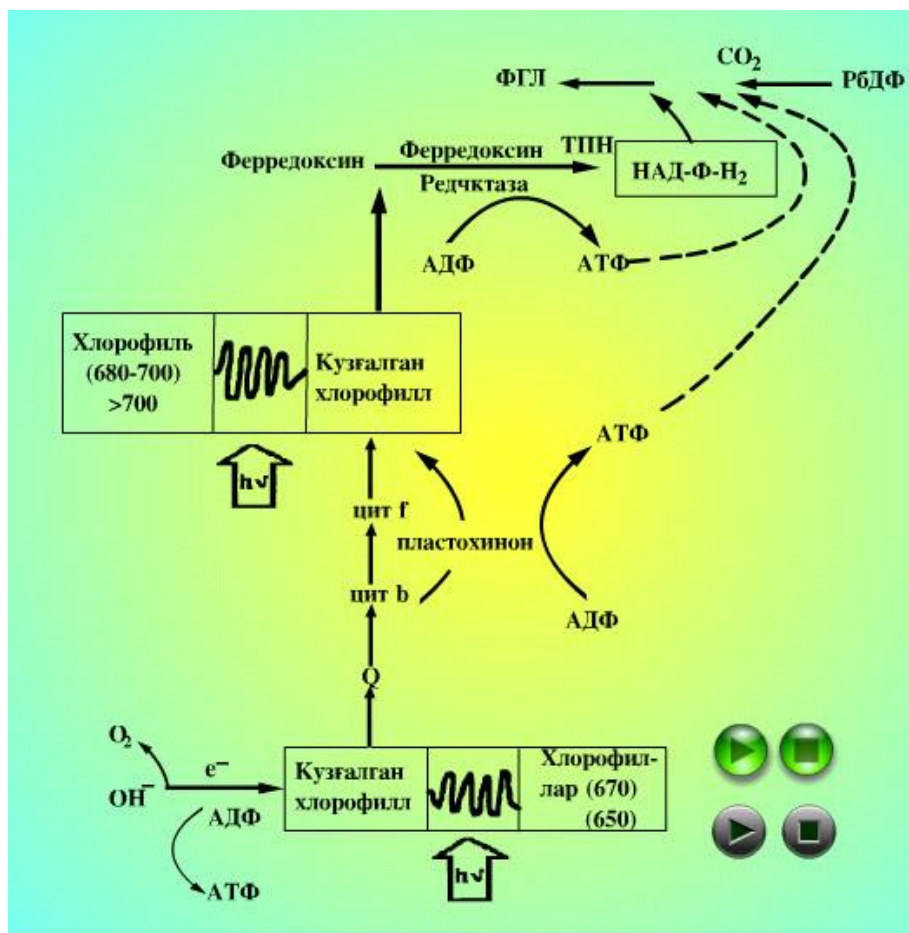 CO₂
ФГЛ
РбДФ
Ферредоксин
Ферредоксин
ТПН
Редчктаза
НАД-Ф-Н₂
АДФ
АТФ
Хлорофиль
(680-700)
>700
Кузғалган
хлорофилл
hν
АТФ
цит f
пластохинон
цит b
АДФ
Q
O₂
e⁻
OH⁻
АДФ
АТФ
Кузғалган
хлорофилл
Хлорофил-
лар (670)
(650)
hν